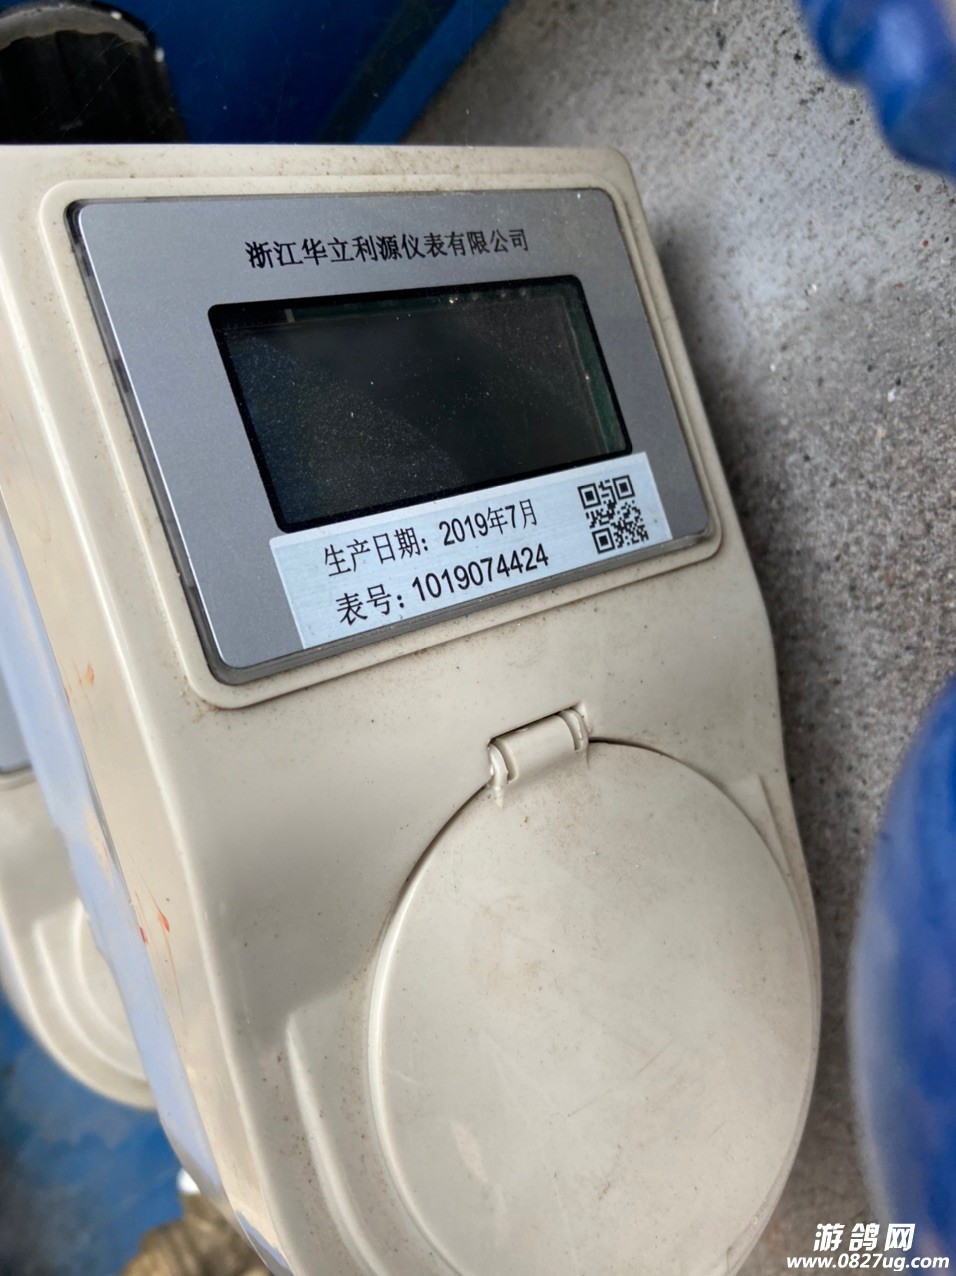 浙江华立利源仪表有限公司
生产日期：2019年7月
表号：1019074424
游鸽网
www.0827ug.com